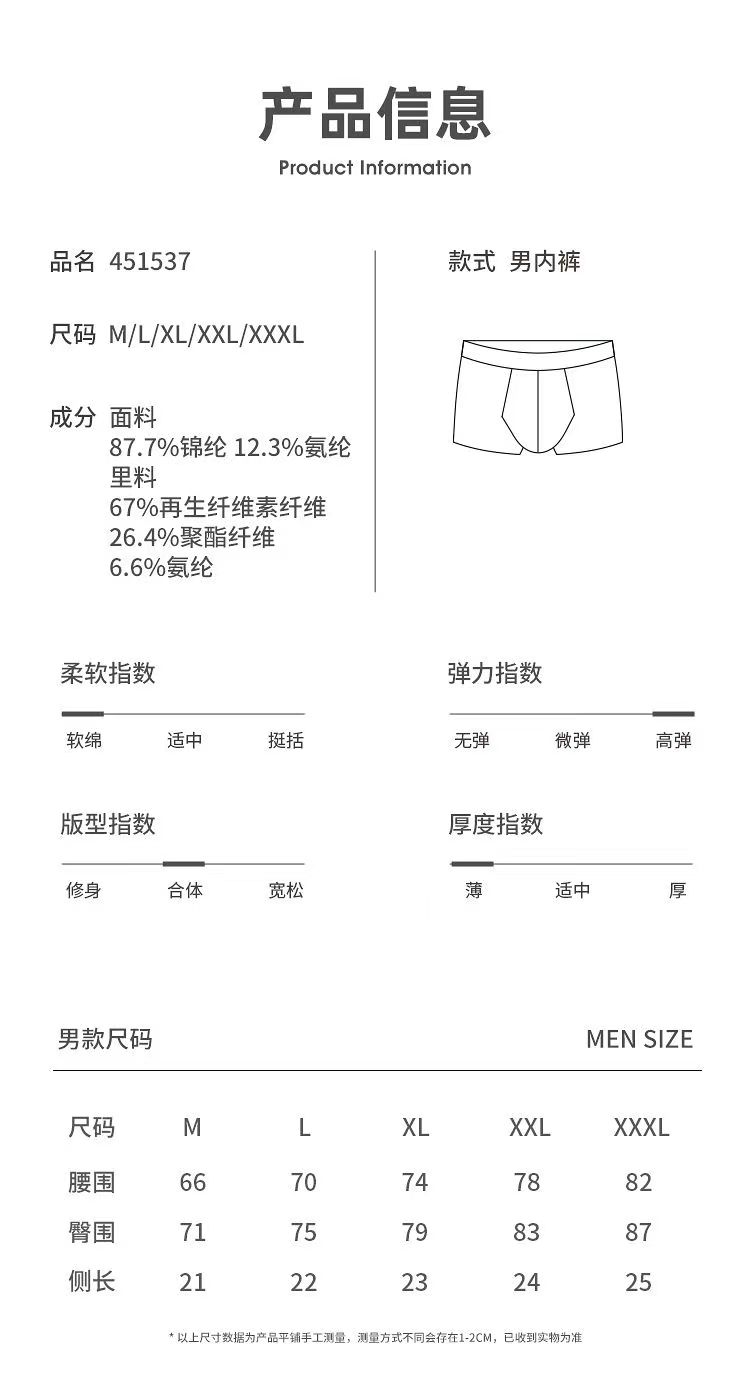 产品信息
Product Information
品名 451537
款式 男内裤
尺码 M/L/XL/XXL/XXXL
成分 面料
87.7%锦纶 12.3%氨纶
里料
67%再生纤维素纤维
26.4%聚酯纤维
6.6%氨纶
柔软指数
软绵 适中 挺括
弹力指数
无弹 微弹 高弹
版型指数
修身 合体 宽松
厚度指数
薄 适中 厚
男款尺码 MEN SIZE
尺码 M L XL XXL XXXL
腰围 66 70 74 78 82
臀围 71 75 79 83 87
侧长 21 22 23 24 25
* 以上尺寸数据为产品平铺手工测量，测量方式不同会存在1-2CM，已收到实物为准